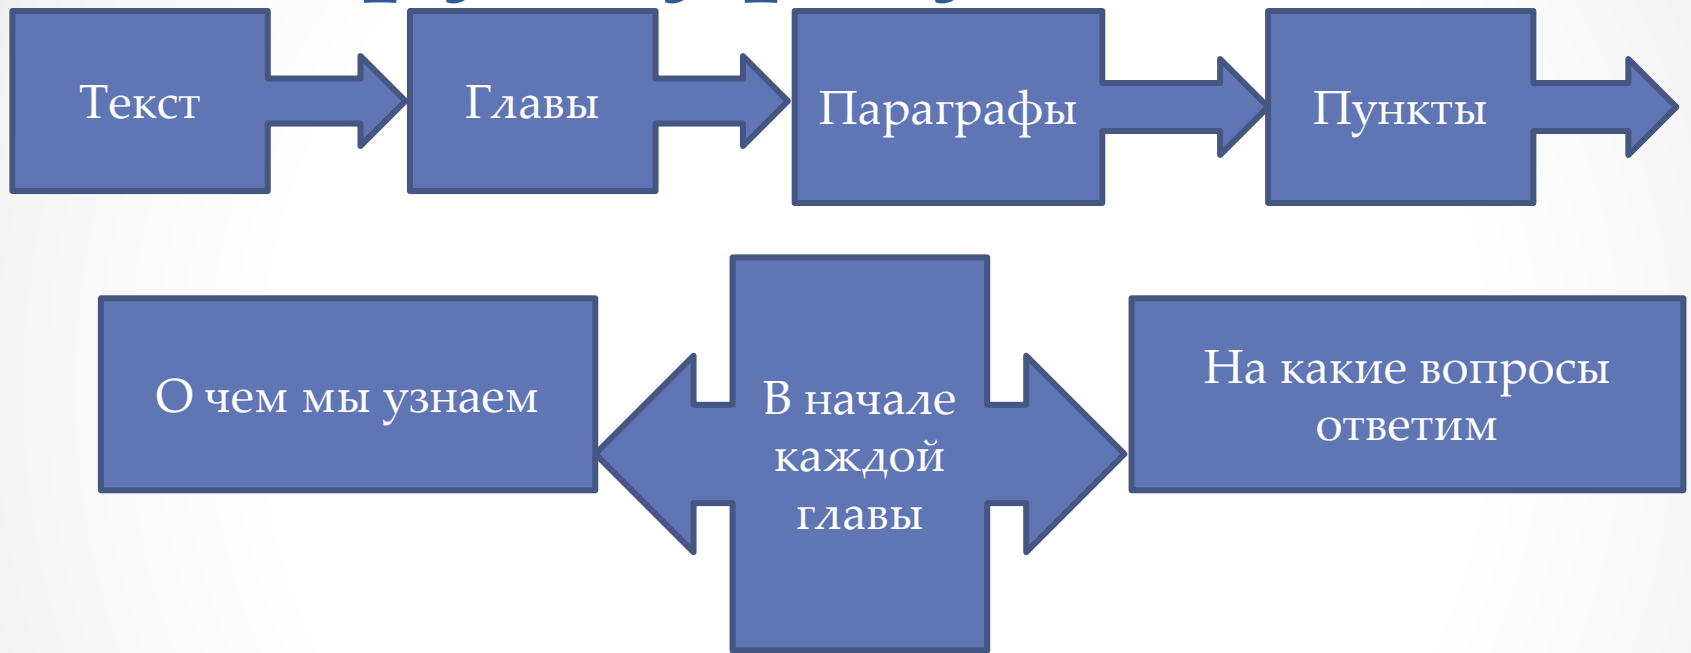 Текст
Главы
Параграфы
Пункты
О чем мы узнаем
В начале
каждой
главы
На какие вопросы
ответим